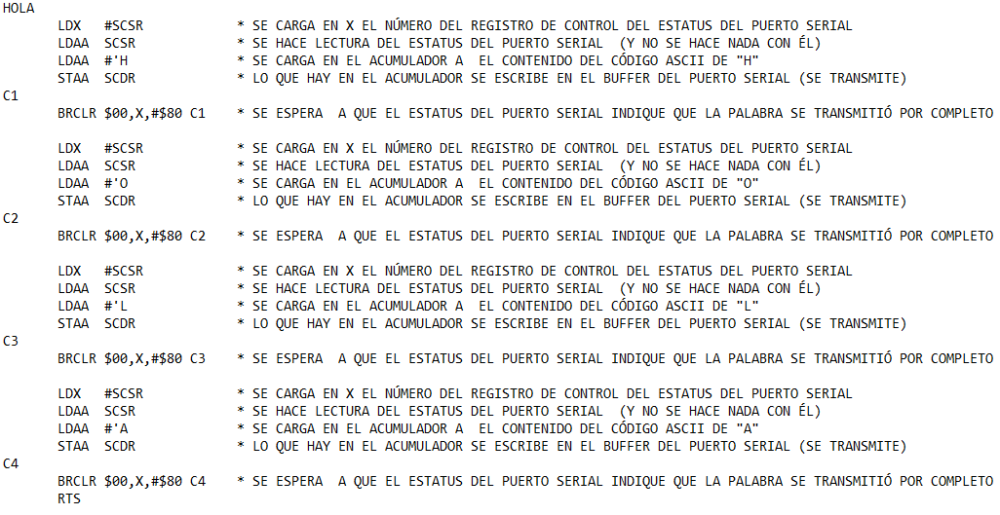 HOLA
LDX #SCSR * SE CARGA EN X EL NÚMERO DEL REGISTRO DE CONTROL DEL ESTATUS DEL PUERTO SERIAL
LDAA SCSR * SE HACE LECTURA DEL ESTATUS DEL PUERTO SERIAL (Y NO SE HACE NADA CON ÉL)
LDAA #'H * SE CARGA EN EL ACUMULADOR A EL CONTENIDO DEL CÓDIGO ASCII DE "H"
STAA SCDR * LO QUE HAY EN EL ACUMULADOR SE ESCRIBE EN EL BUFFER DEL PUERTO SERIAL (SE TRANSMITE)
C1
BRCLR $00,X,#$80 C1 * SE ESPERA A QUE EL ESTATUS DEL PUERTO SERIAL INDIQUE QUE LA PALABRA SE TRANSMITIÓ POR COMPLETO
LDX #SCSR * SE CARGA EN X EL NÚMERO DEL REGISTRO DE CONTROL DEL ESTATUS DEL PUERTO SERIAL
LDAA SCSR * SE HACE LECTURA DEL ESTATUS DEL PUERTO SERIAL (Y NO SE HACE NADA CON ÉL)
LDAA #'O * SE CARGA EN EL ACUMULADOR A EL CONTENIDO DEL CÓDIGO ASCII DE "O"
STAA SCDR * LO QUE HAY EN EL ACUMULADOR SE ESCRIBE EN EL BUFFER DEL PUERTO SERIAL (SE TRANSMITE)
C2
BRCLR $00,X,#$80 C2 * SE ESPERA A QUE EL ESTATUS DEL PUERTO SERIAL INDIQUE QUE LA PALABRA SE TRANSMITIÓ POR COMPLETO
LDX #SCSR * SE CARGA EN X EL NÚMERO DEL REGISTRO DE CONTROL DEL ESTATUS DEL PUERTO SERIAL
LDAA SCSR * SE HACE LECTURA DEL ESTATUS DEL PUERTO SERIAL (Y NO SE HACE NADA CON ÉL)
LDAA #'L * SE CARGA EN EL ACUMULADOR A EL CONTENIDO DEL CÓDIGO ASCII DE "L"
STAA SCDR * LO QUE HAY EN EL ACUMULADOR SE ESCRIBE EN EL BUFFER DEL PUERTO SERIAL (SE TRANSMITE)
C3
BRCLR $00,X,#$80 C3 * SE ESPERA A QUE EL ESTATUS DEL PUERTO SERIAL INDIQUE QUE LA PALABRA SE TRANSMITIÓ POR COMPLETO
LDX #SCSR * SE CARGA EN X EL NÚMERO DEL REGISTRO DE CONTROL DEL ESTATUS DEL PUERTO SERIAL
LDAA SCSR * SE HACE LECTURA DEL ESTATUS DEL PUERTO SERIAL (Y NO SE HACE NADA CON ÉL)
LDAA #'A * SE CARGA EN EL ACUMULADOR A EL CONTENIDO DEL CÓDIGO ASCII DE "A"
STAA SCDR * LO QUE HAY EN EL ACUMULADOR SE ESCRIBE EN EL BUFFER DEL PUERTO SERIAL (SE TRANSMITE)
C4
BRCLR $00,X,#$80 C4 * SE ESPERA A QUE EL ESTATUS DEL PUERTO SERIAL INDIQUE QUE LA PALABRA SE TRANSMITIÓ POR COMPLETO
RTS